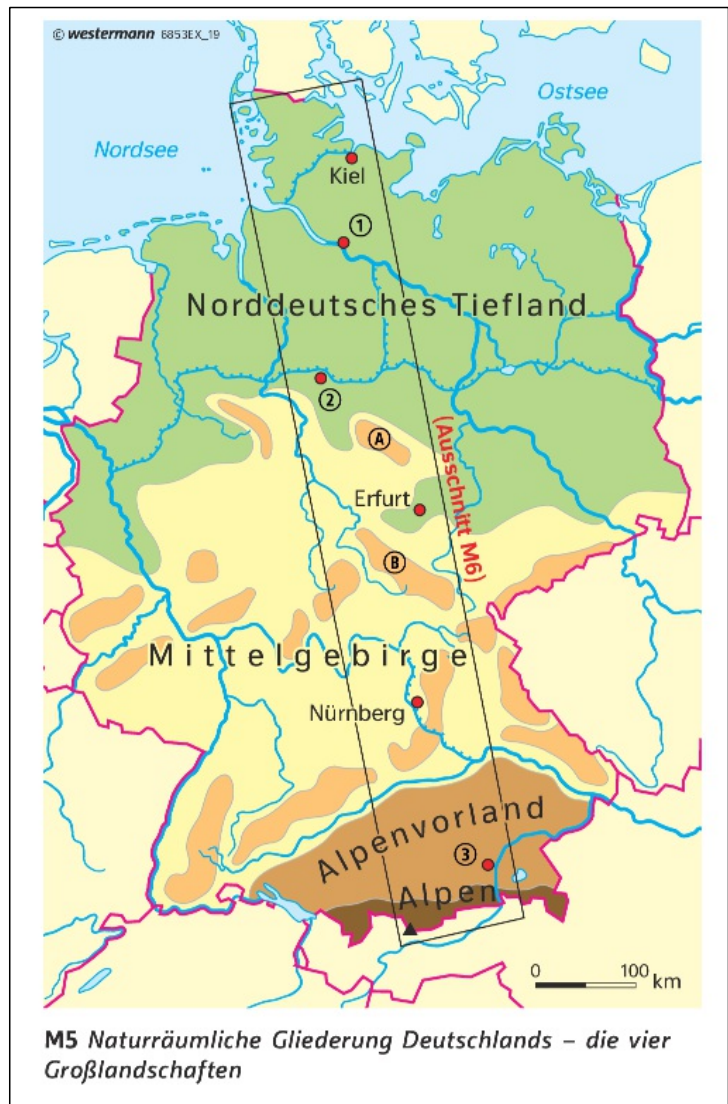 © westermann 6853EX_19
Ostsee
Nordsee
Kiel
1
Norddeutsches Tiefland
2
A
(Ausschnitt M6)
Erfurt
B
Mittelgebirge
Nürnberg
Alpenvorland
3
Alpen
0 100 km
M5 Naturräumliche Gliederung Deutschlands – die vier
Großlandschaften